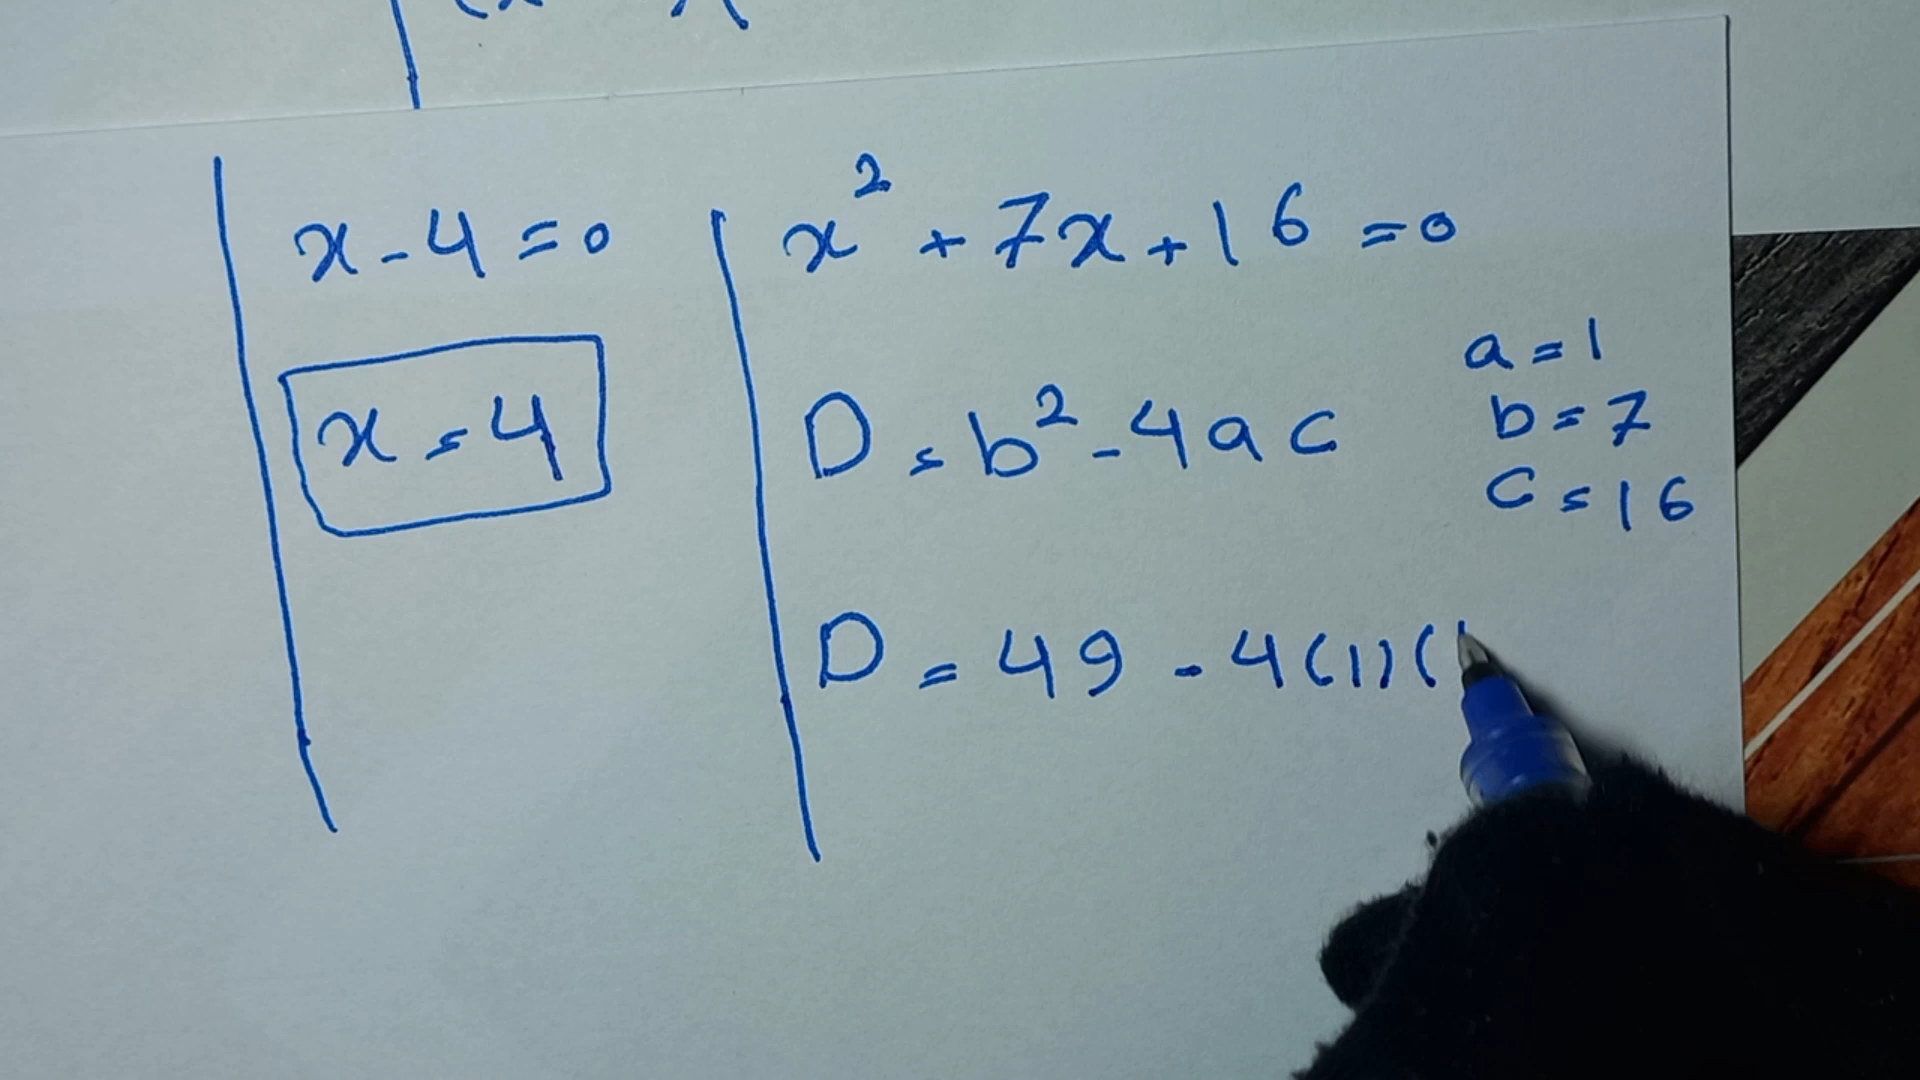 x - 4 = 0
x = 4
x² + 7x + 16 = 0
D = b² - 4ac
a = 1
b = 7
c = 16
D = 49 - 4(1)(